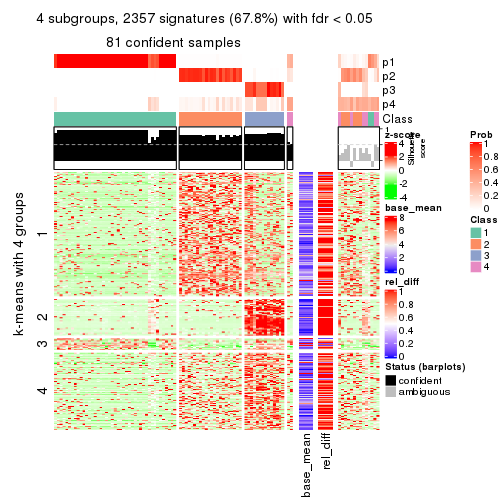 4 subgroups, 2357 signatures (67.8%) with fdr < 0.05
81 confident samples
p1
p2
p3
p4
Class
1
Silhouette
score
k-means with 4 groups
1
2
3
4
base_mean
rel_diff
z-score
4
2
0
-2
-4
base_mean
8
6
4
2
0
rel_diff
1
0.8
0.6
0.4
0.2
0
Status (barplots)
confident
ambiguous
Prob
1
0.8
0.6
0.4
0.2
0
Class
1
2
3
4